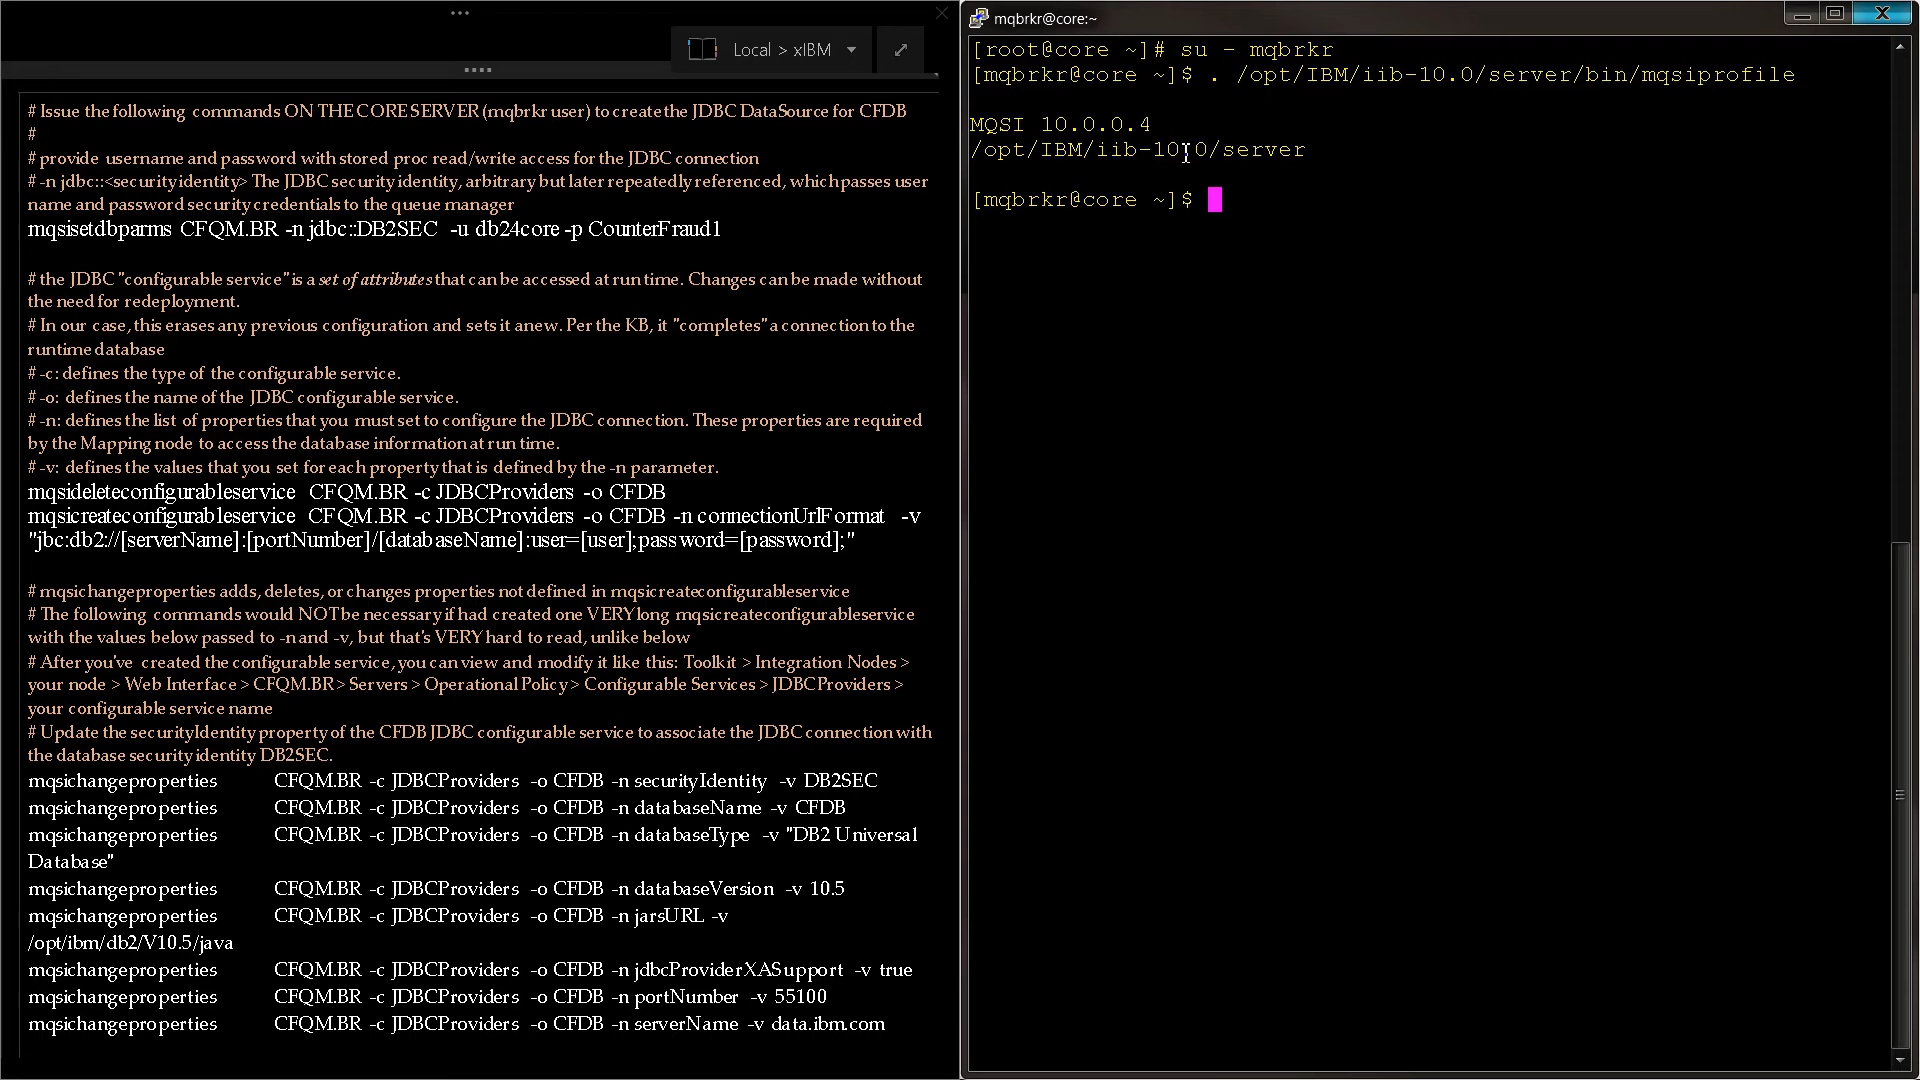 Local > xIBM
# Issue the following commands ON THE CORE SERVER (mqbrkr user) to create the JDBC DataSource for CFDB
#
# provide username and password with stored proc read/write access for the JDBC connection
# -n jdbc::<security identity> The JDBC security identity, arbitrary but later repeatedly referenced, which passes user
name and password security credentials to the queue manager
mqsisetdbparms CFQM.BR -n jdbc::DB2SEC -u db24core -p CounterFraud1
# the JDBC "configurable service" is a set of attributes that can be accessed at run time. Changes can be made without
the need for redeployment.
# In our case, this erases any previous configuration and sets it anew. Per the KB, it "completes" a connection to the
runtime database
# -c: defines the type of the configurable service.
# -o: defines the name of the JDBC configurable service.
# -n: defines the list of properties that you must set to configure the JDBC connection. These properties are required
by the Mapping node to access the database information at run time.
# -v: defines the values that you set for each property that is defined by the -n parameter.
mqsideleteconfigurableservice CFQM.BR -c JDBCProviders -o CFDB
mqsicreateconfigurableservice CFQM.BR -c JDBCProviders -o CFDB -n connectionUrlFormat -v
"jbc:db2://[serverName]:[portNumber]/[databaseName]:user=[user];password=[password];"
# mqsichangeproperties adds, deletes, or changes properties not defined in mqsicreateconfigurableservice
# The following commands would NOT be necessary if had created one VERY long mqsicreateconfigurableservice
with the values below passed to -n and -v, but that's VERY hard to read, unlike below
# After you've created the configurable service, you can view and modify it like this: Toolkit > Integration Nodes >
your node > Web Interface > CFQM.BR > Servers > Operational Policy > Configurable Services > JDBCProviders >
your configurable service name
# Update the securityIdentity property of the CFDB JDBC configurable service to associate the JDBC connection with
the database security identity DB2SEC.
mqsichangeproperties CFQM.BR -c JDBCProviders -o CFDB -n securityIdentity -v DB2SEC
mqsichangeproperties CFQM.BR -c JDBCProviders -o CFDB -n databaseName -v CFDB
mqsichangeproperties CFQM.BR -c JDBCProviders -o CFDB -n databaseType -v "DB2 Universal
Database"
mqsichangeproperties CFQM.BR -c JDBCProviders -o CFDB -n databaseVersion -v 10.5
mqsichangeproperties CFQM.BR -c JDBCProviders -o CFDB -n jarsURL -v
/opt/ibm/db2/V10.5/java
mqsichangeproperties CFQM.BR -c JDBCProviders -o CFDB -n jdbcProviderXASupport -v true
mqsichangeproperties CFQM.BR -c JDBCProviders -o CFDB -n portNumber -v 55100
mqsichangeproperties CFQM.BR -c JDBCProviders -o CFDB -n serverName -v data.ibm.com
mqbrkr@core:~
[root@core ~]# su - mqbrkr
[mqbrkr@core ~]$ . /opt/IBM/iib-10.0/server/bin/mqsiprofile
MQSI 10.0.0.4
/opt/IBM/iib-10.0/server
[mqbrkr@core ~]$